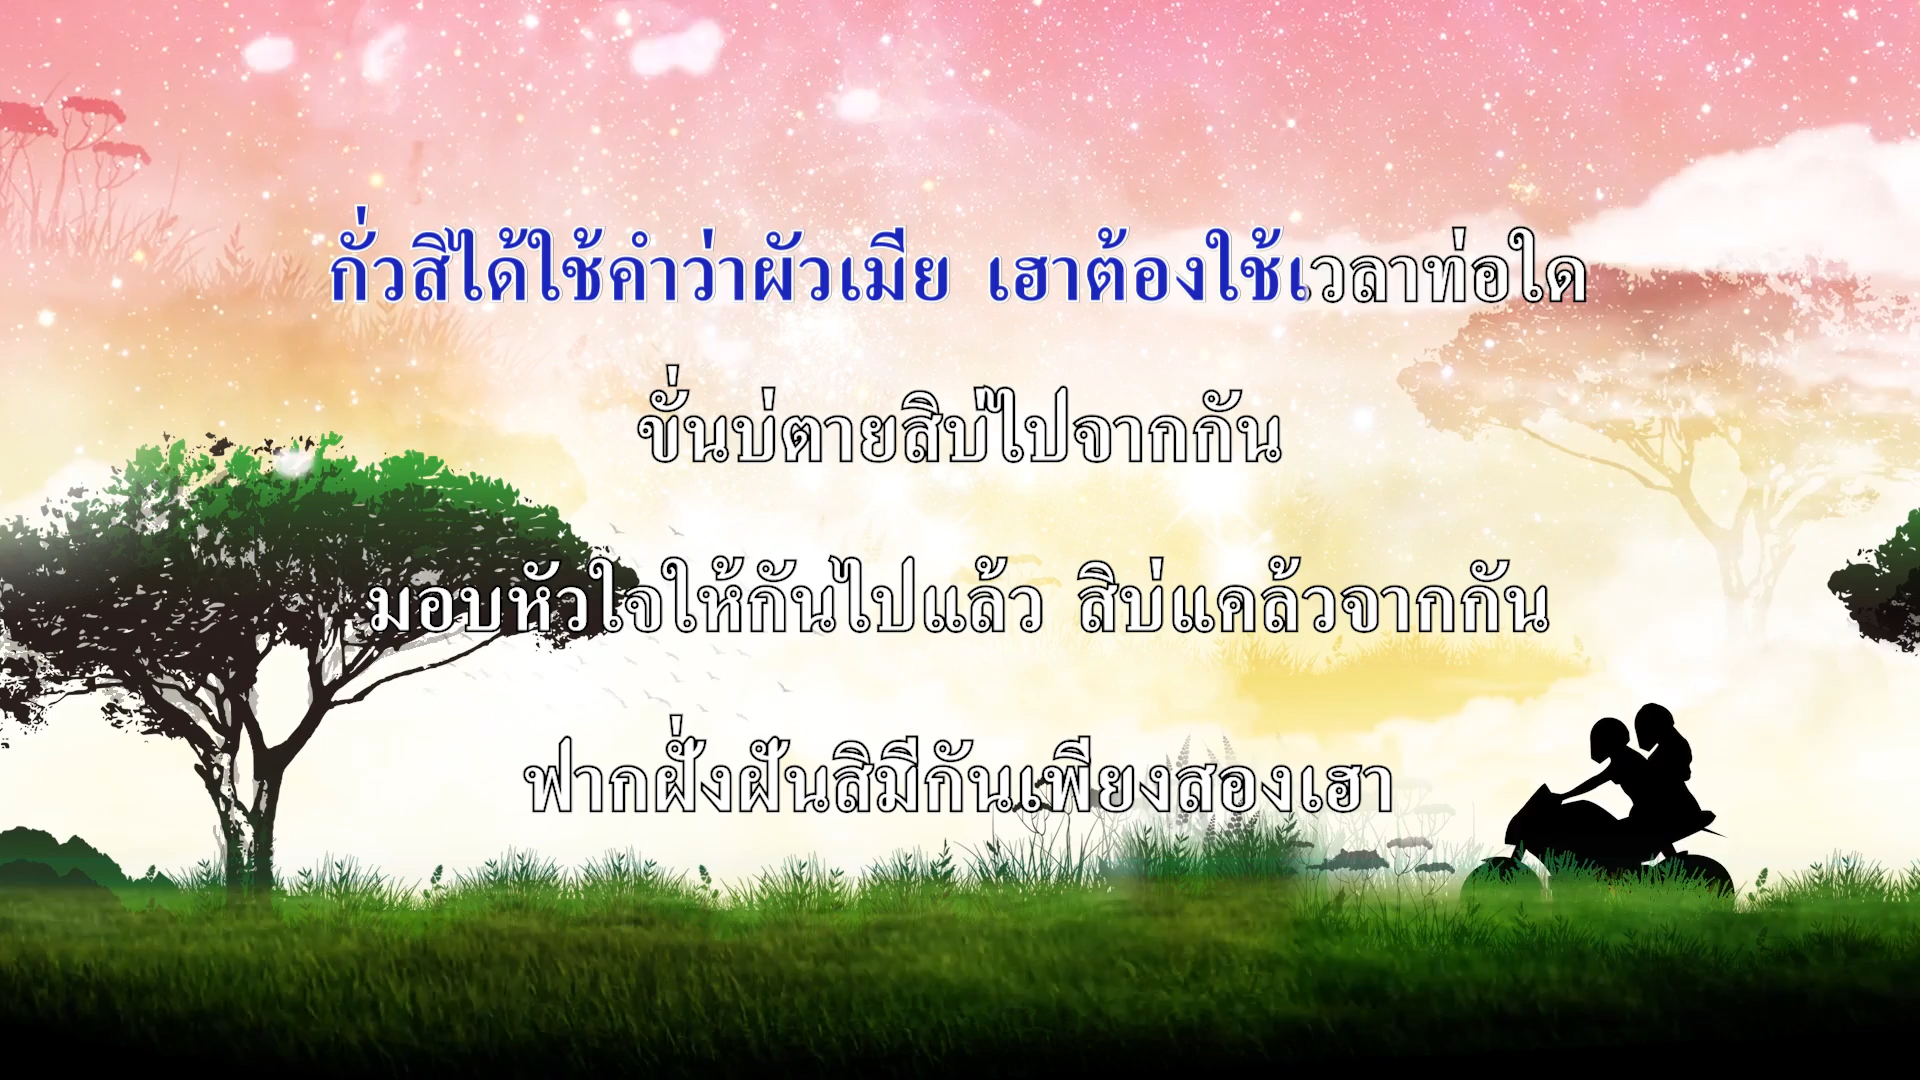 กั่วสิได้ใช้คำว่าผัวเมีย เฮาต้องใช้เวลาท่อใด
ขั่นบ่ตายสิบ่ไปจากกัน
มอบหัวใจให้กันไปแล้ว สิบ่แคล้วจากกัน
ฟากฝั่งฝันสิมีกันเพียงสองเฮา